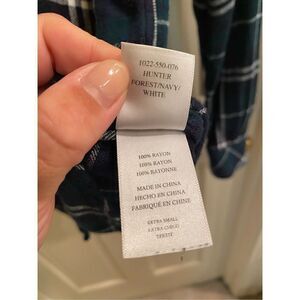 1022-550-076
HUNTER
FOREST/NAVY/
WHITE
100% RAYON
100% RAYON
100% RAYONNE
MADE IN CHINA
HECHO EN CHINA
FABRIQUÉ EN CHINE
EXTRA SMALL
EXTRA CHICO